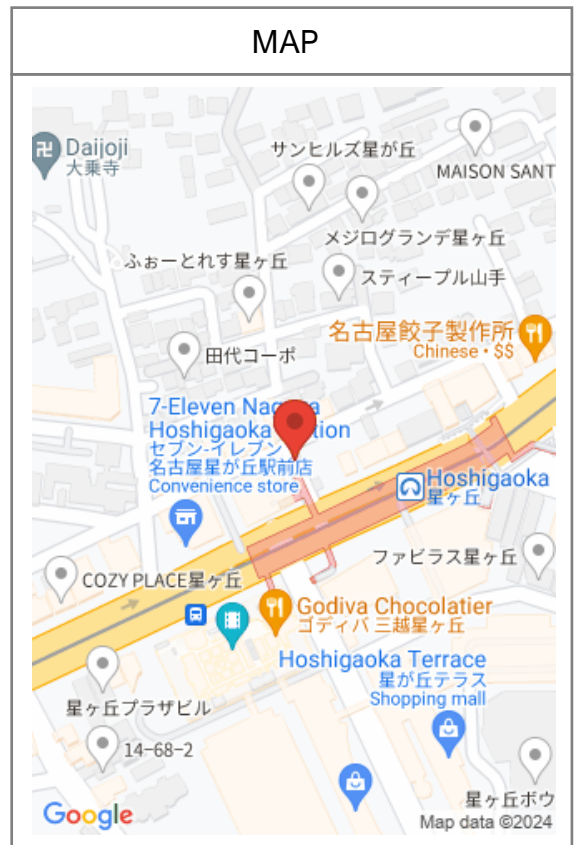 MAP
Daijoji
大乗寺
サンヒルズ星が丘
MAISON SANT
メジログランデ星ヶ丘
ふぉーとれす星ヶ丘
スティープル山手
名古屋餃子製作所
Chinese • $$
田代コーポ
7-Eleven Nagoya
Hoshigaoka Station
セブン-イレブン
名古屋星が丘駅前店
Convenience store
Hoshigaoka
星ヶ丘
ファビラス星ヶ丘
COZY PLACE星ヶ丘
Godiva Chocolatier
ゴディバ 三越星ヶ丘
Hoshigaoka Terrace
星が丘テラス
Shopping mall
星ヶ丘プラザビル
14-68-2
星ヶ丘ボウ
Google
Map data ©2024